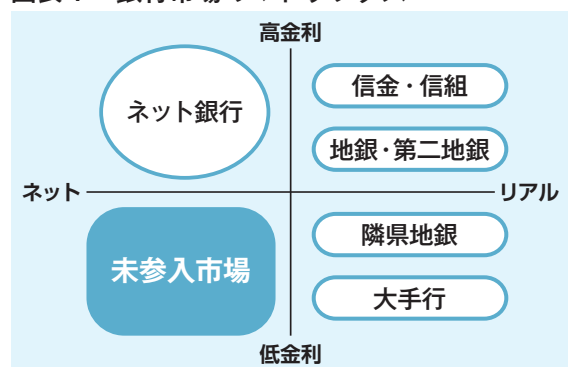 高金利
ネット銀行
信金・信組
地銀・第二地銀
ネット
リアル
未参入市場
隣県地銀
大手行
低金利